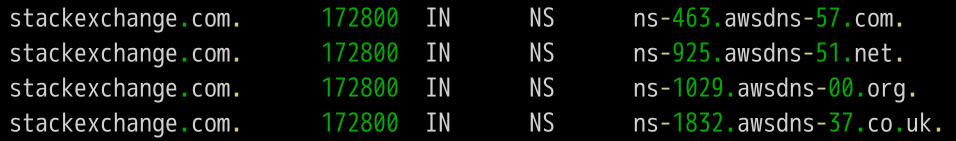 stackexchange.com. 172800 IN NS ns-463.awsdns-57.com.
stackexchange.com. 172800 IN NS ns-925.awsdns-51.net.
stackexchange.com. 172800 IN NS ns-1029.awsdns-00.org.
stackexchange.com. 172800 IN NS ns-1832.awsdns-37.co.uk.